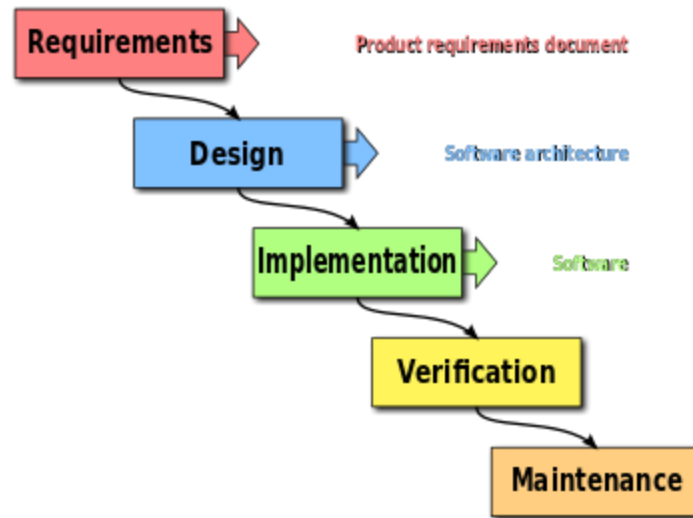 Requirements
Product requirements document
Design
Software architecture
Implementation
Software
Verification
Maintenance